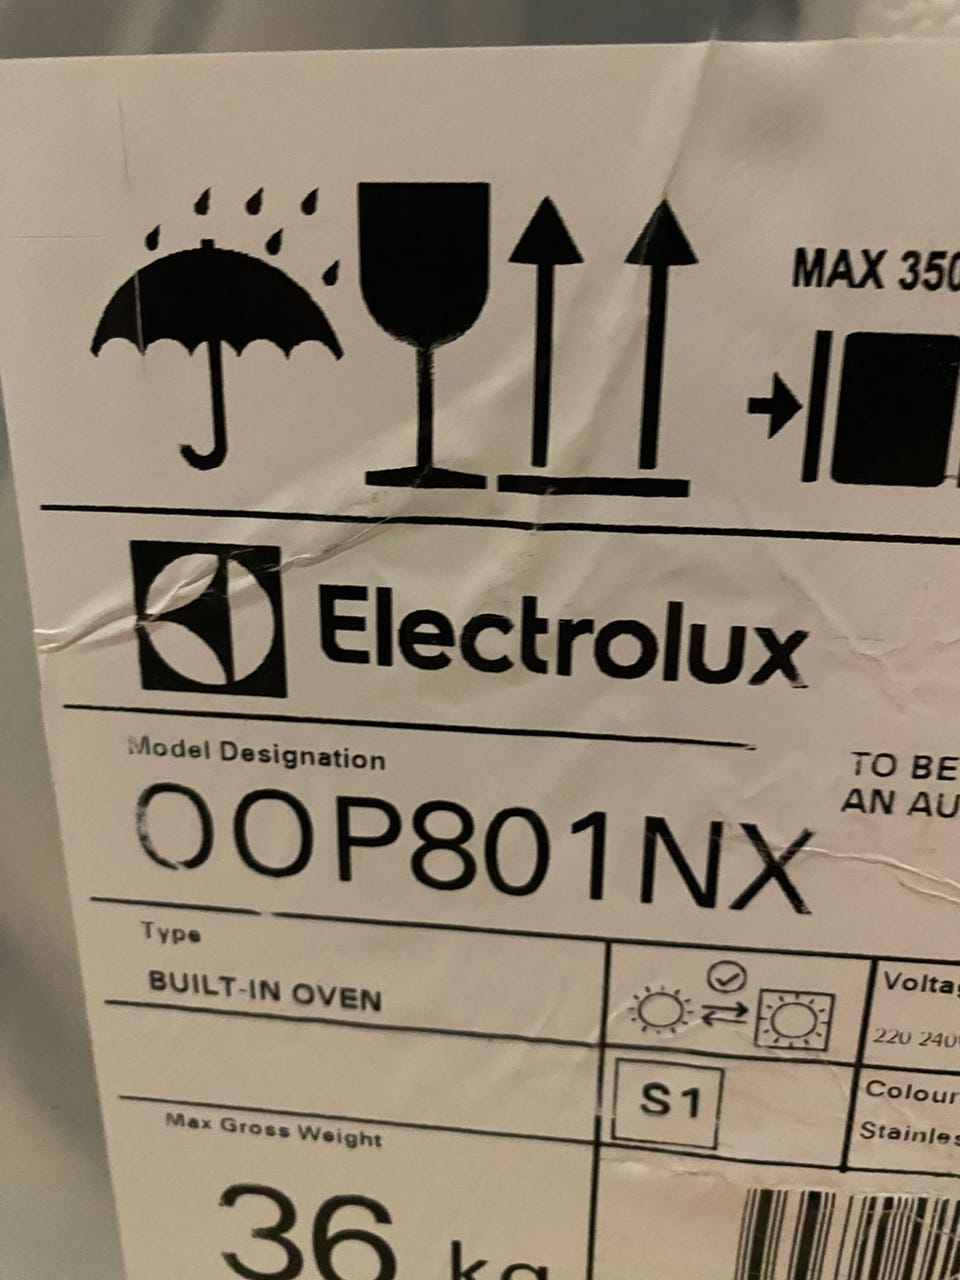 MAX 350
Electrolux
Model Designation
OOP801NX
TO BE
AN AU
Type
BUILT-IN OVEN
Volta
220 240
S1
Colour
Stainles
Max Gross Weight
36 kg